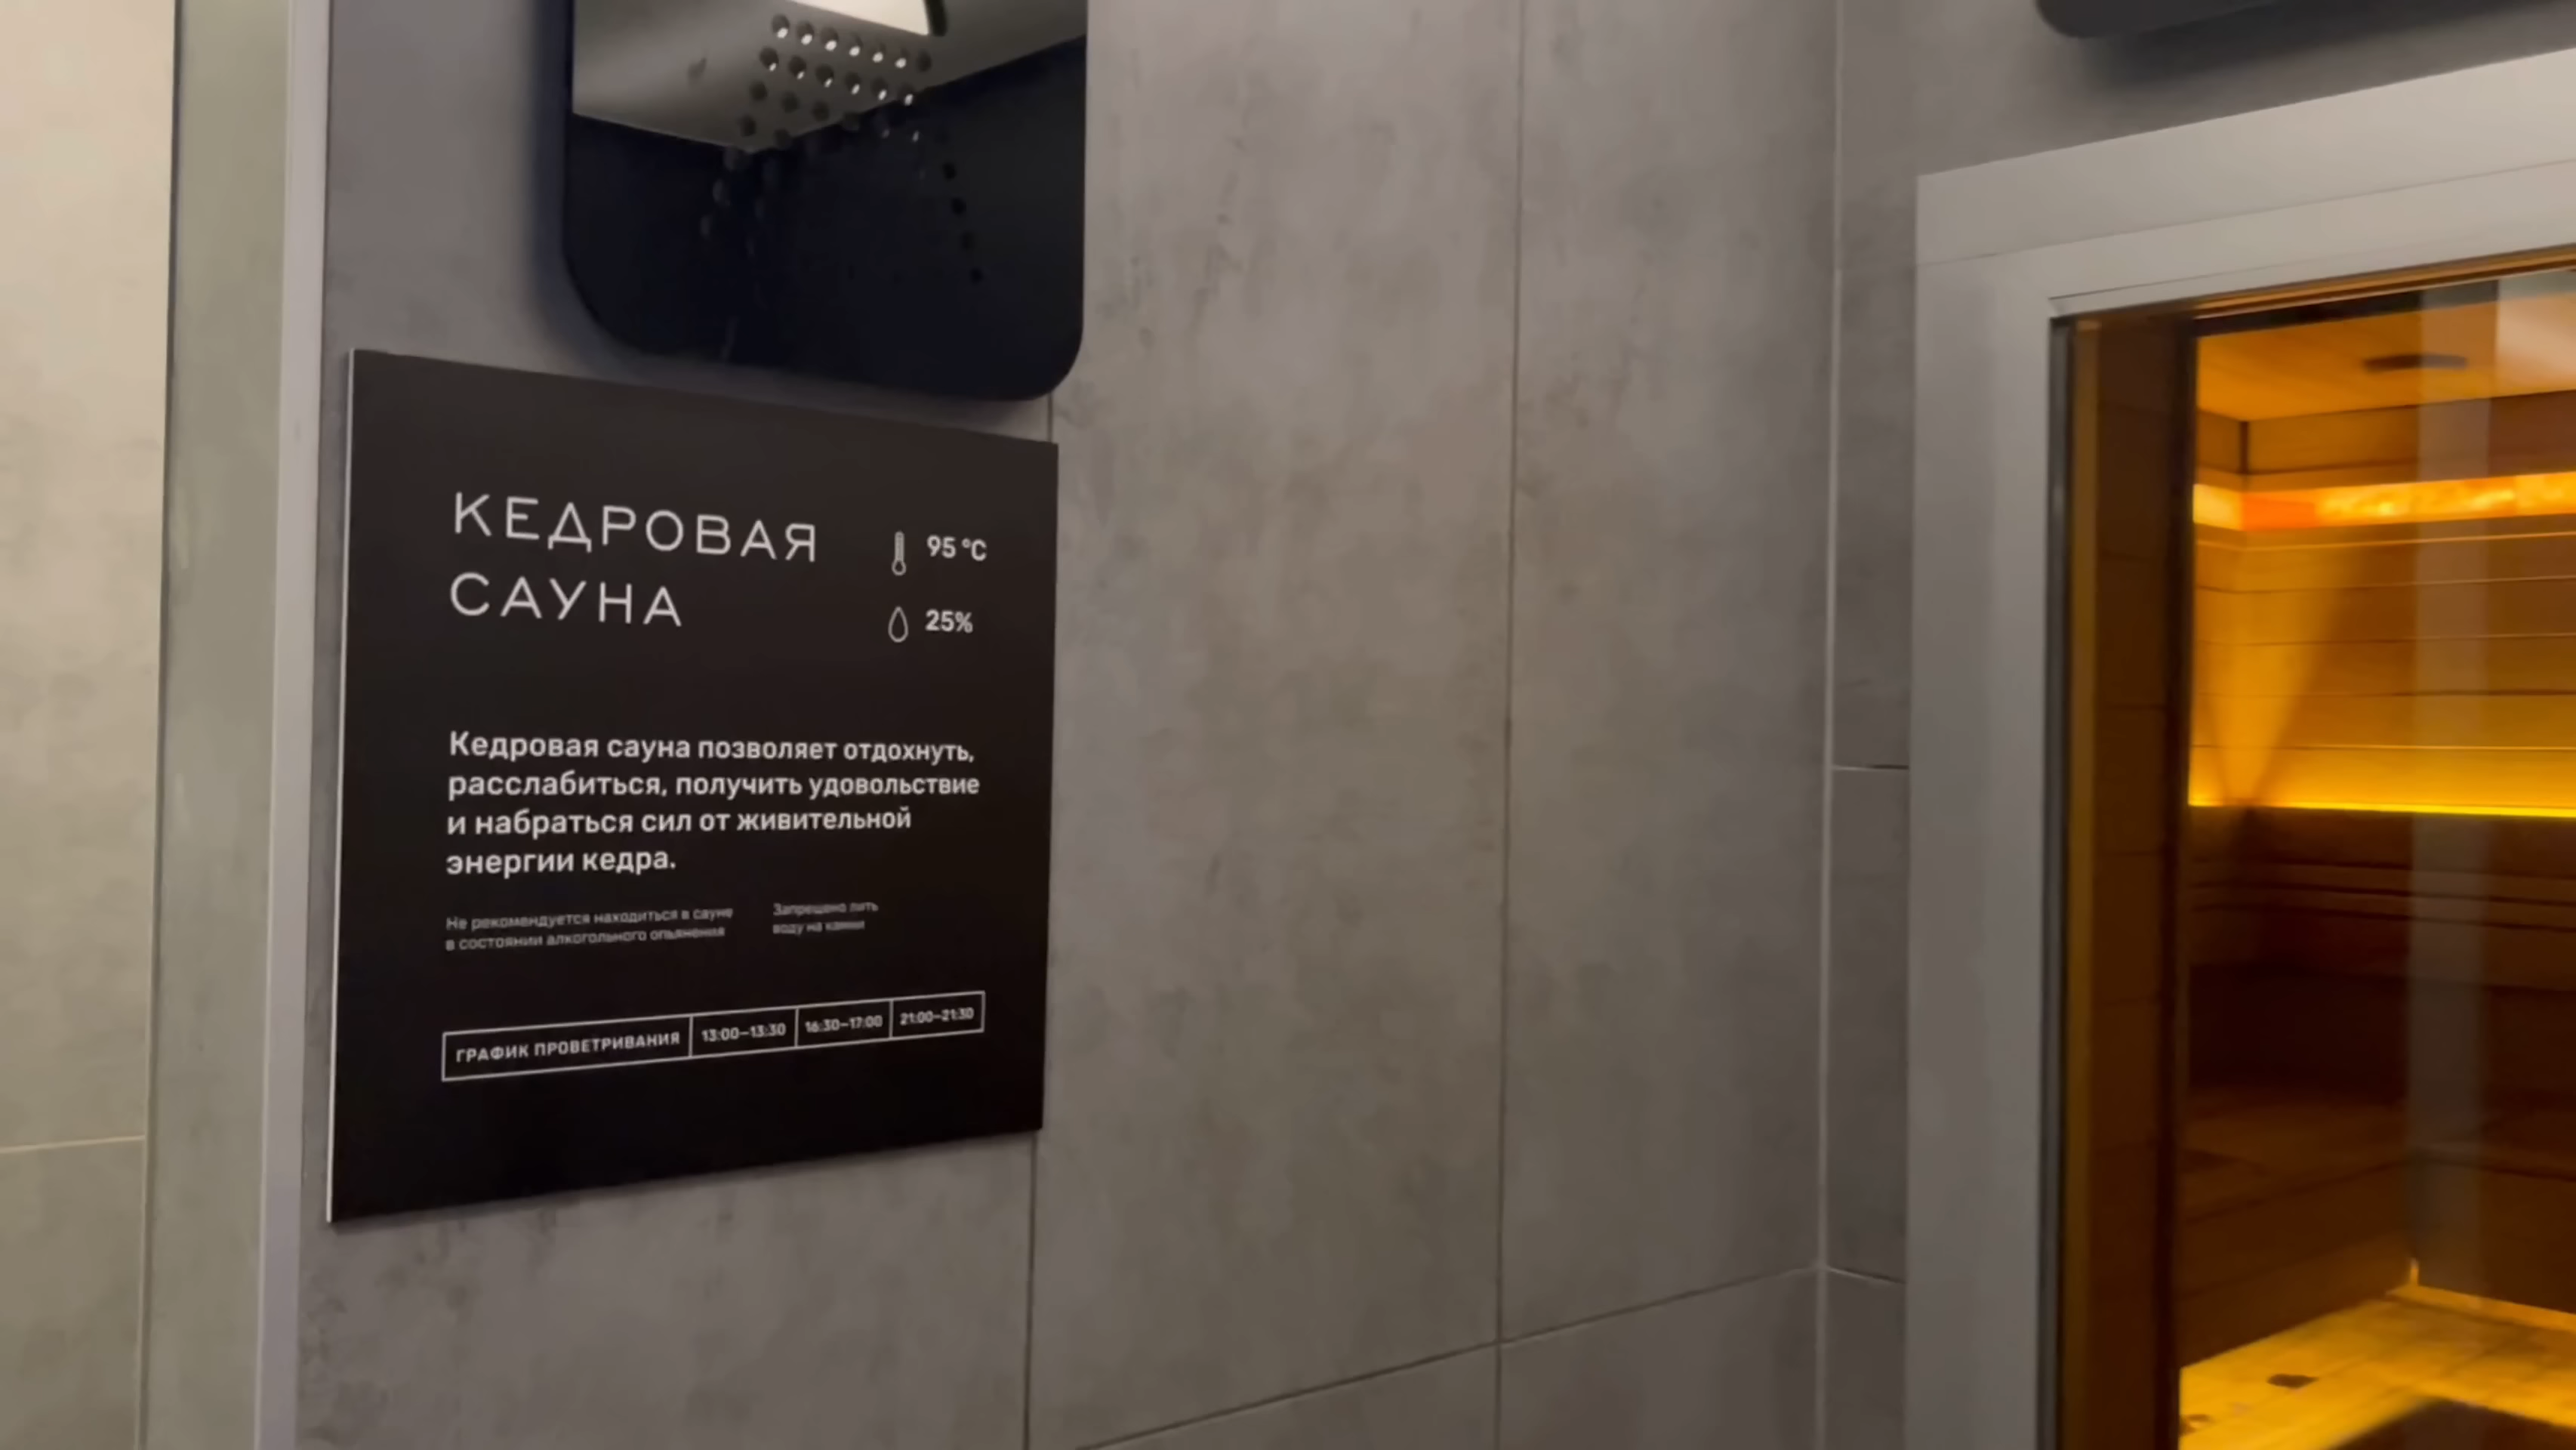 КЕДРОВАЯ
САУНА
95 °C
25%
Кедровая сауна позволяет отдохнуть,
расслабиться, получить удовольствие
и набраться сил от живительной
энергии кедра.
Не рекомендуется находиться в сауне
в состоянии алкогольного опьянения
Запрещено лить
воду на камни
ГРАФИК ПРОВЕТРИВАНИЯ 13:00–13:30 16:30–17:00 21:00–21:30